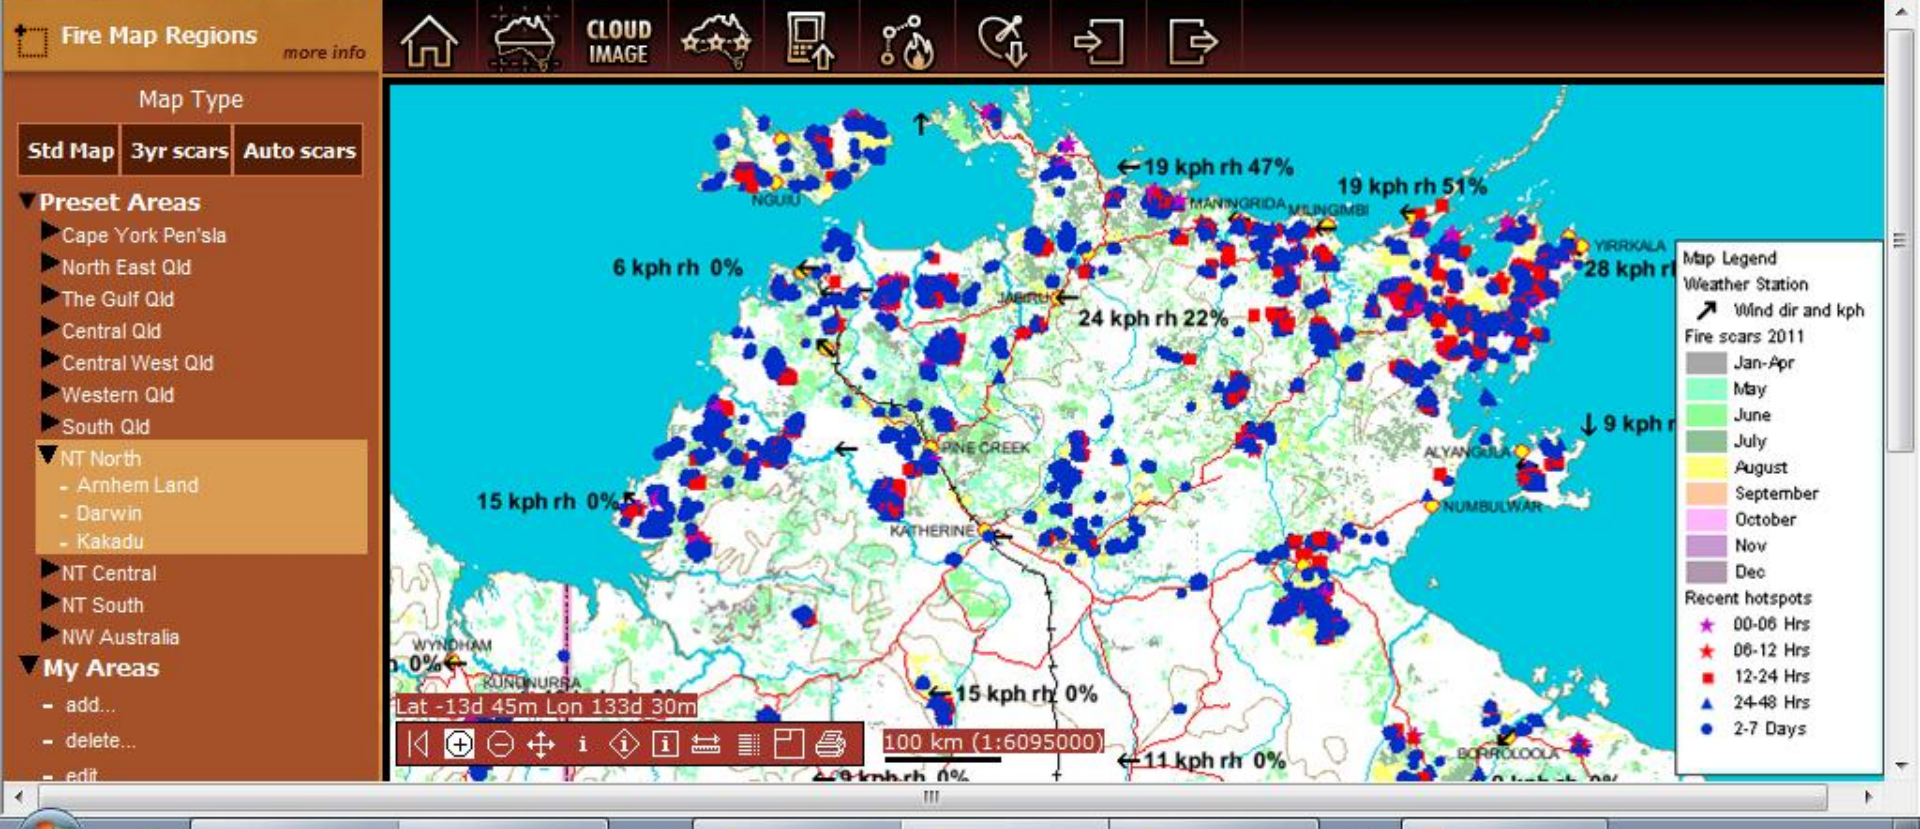 Fire Map Regions
more info
CLOUD
IMAGE
Map Type
Std Map 3yr scars Auto scars
Preset Areas
Cape York Pen'sla
North East Qld
The Gulf Qld
Central Qld
Central West Qld
Western Qld
South Qld
NT North
- Arnhem Land
- Darwin
- Kakadu
NT Central
NT South
NW Australia
My Areas
- add...
- delete...
- edit
19 kph rh 47%
19 kph rh 51%
NGUIU
MANINGRIDA
MILINGIMBI
YIRRKALA
28 kph r
6 kph rh 0%
JABIRU
24 kph rh 22%
9 kph r
PINE CREEK
ALYANGULA
15 kph rh 0%
NUMBULWAR
KATHERINE
WYNDHAM
0%
KUNUNURRA
15 kph rh 0%
Lat -13d 45m Lon 133d 30m
100 km (1:6095000)
11 kph rh 0%
BORROLOOLA
9 kph rh 0%
Map Legend
Weather Station
Wind dir and kph
Fire scars 2011
Jan-Apr
May
June
July
August
September
October
Nov
Dec
Recent hotspots
00-06 Hrs
06-12 Hrs
12-24 Hrs
24-48 Hrs
2-7 Days